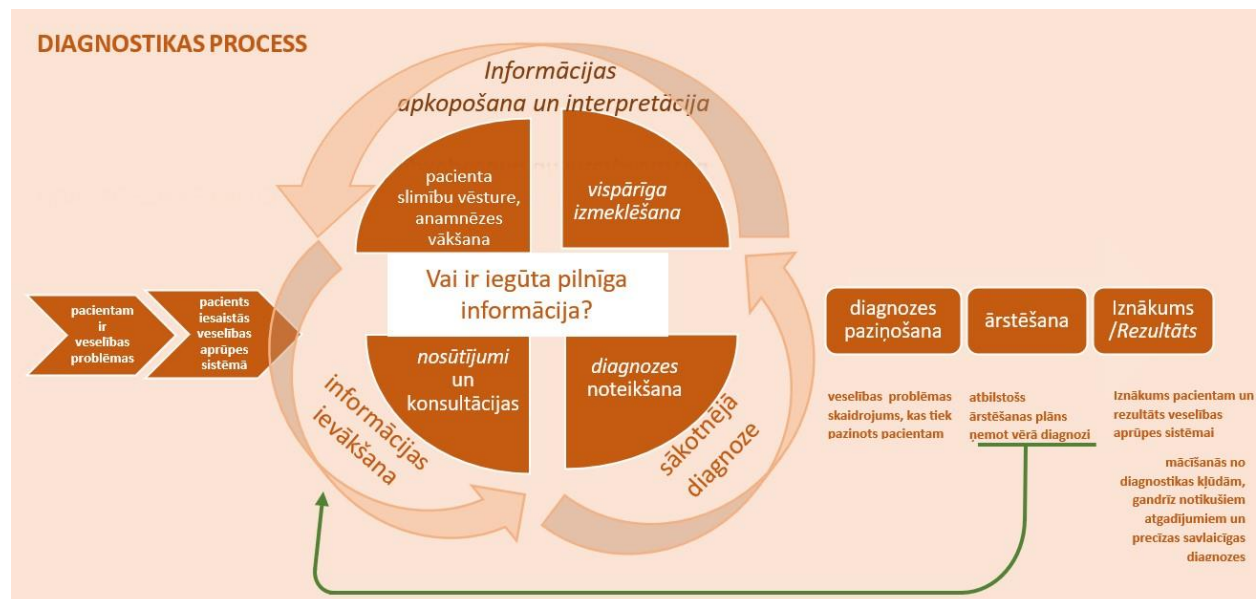 DIAGNOSTIKAS PROCESS
Informācijas
apkopošana un interpretācija
pacienta
slimību vēsture,
anamnēzes
vākšana
vispārīga
izmeklēšana
Vai ir iegūta pilnīga
informācija?
nosūtījumi
un
konsultācijas
diagnozes
noteikšana
informācijas
ievākšana
sākotnējā
diagnoze
pacientam
ir
veselības
problēmas
pacients
iesaistās
veselības
aprūpes
sistēmā
diagnozes
paziņošana
ārstēšana
Iznākums
/Rezultāts
veselības problēmas
skaidrojums, kas tiek
pazinots pacientam
atbilstošs
ārstēšanas plāns
ņemot vērā diagnozi
Iznākums pacientam un
rezultāts veselības
aprūpes sistēmai
mācīšanās no
diagnostikas kļūdām,
gandrīz notikušiem
atgadījumiem un
precīzas savlaicīgas
diagnozes